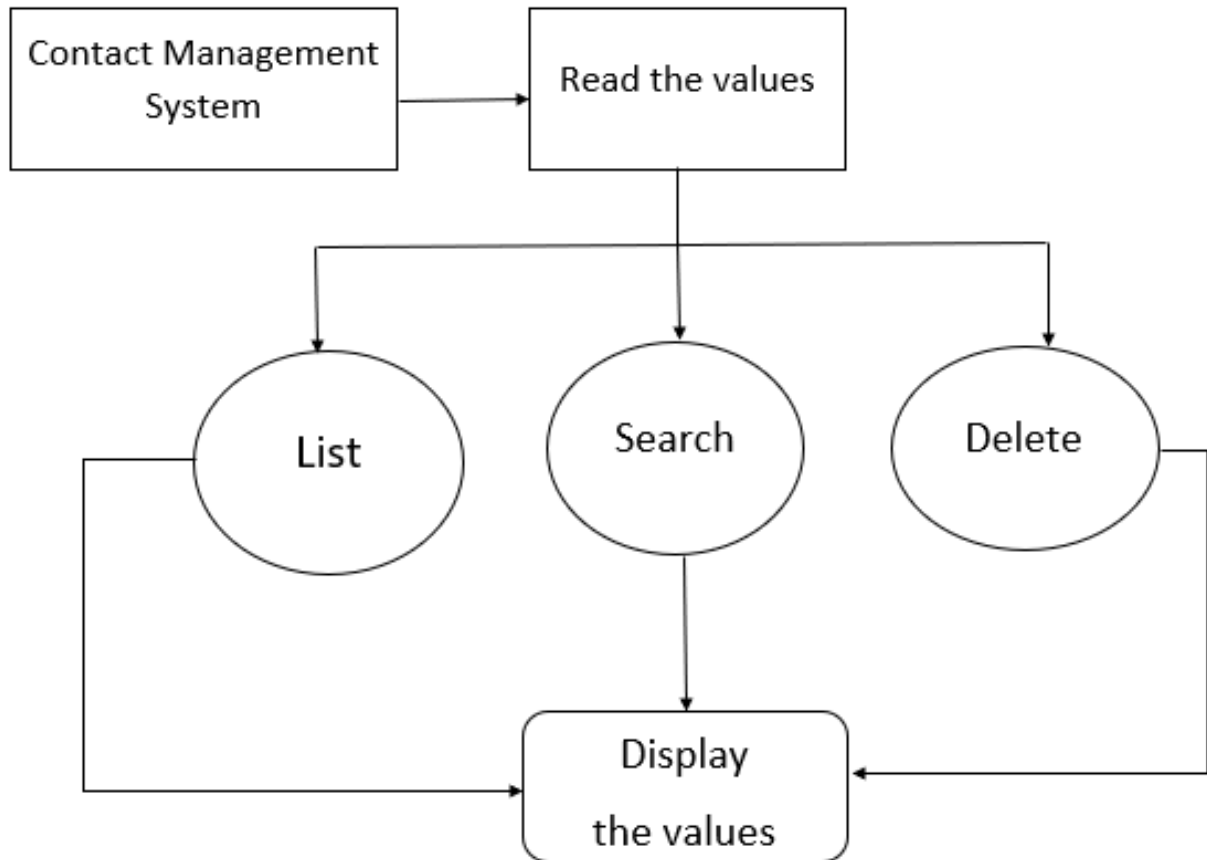 Contact Management
System
Read the values
List
Search
Delete
Display
the values